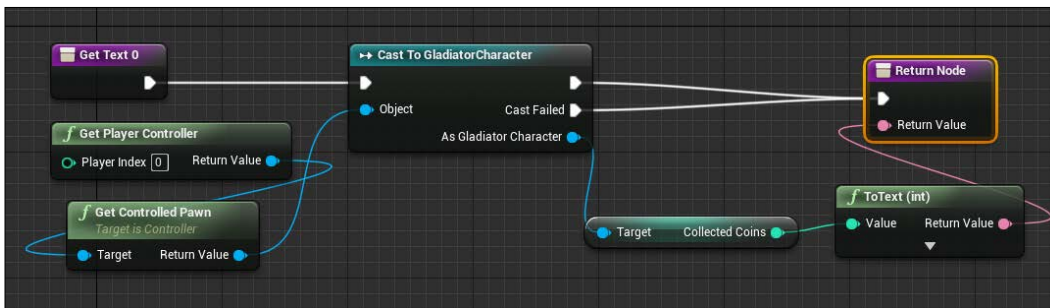 Get Text 0
Cast To GladiatorCharacter
Object
Cast Failed
As Gladiator Character
Return Node
Return Value
f Get Player Controller
Player Index 0 Return Value
f Get Controlled Pawn
Target is Controller
Target Return Value
Target Collected Coins
f ToText (int)
Value Return Value